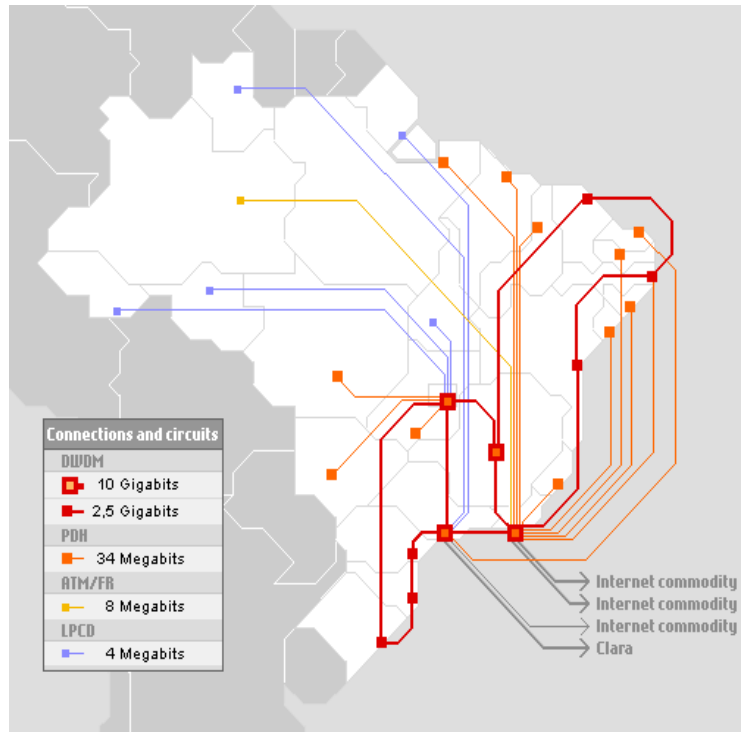 Connections and circuits
DWDM
10 Gigabits
2,5 Gigabits
PDH
34 Megabits
ATM/FR
8 Megabits
LPCD
4 Megabits
Internet commodity
Internet commodity
Internet commodity
Clara